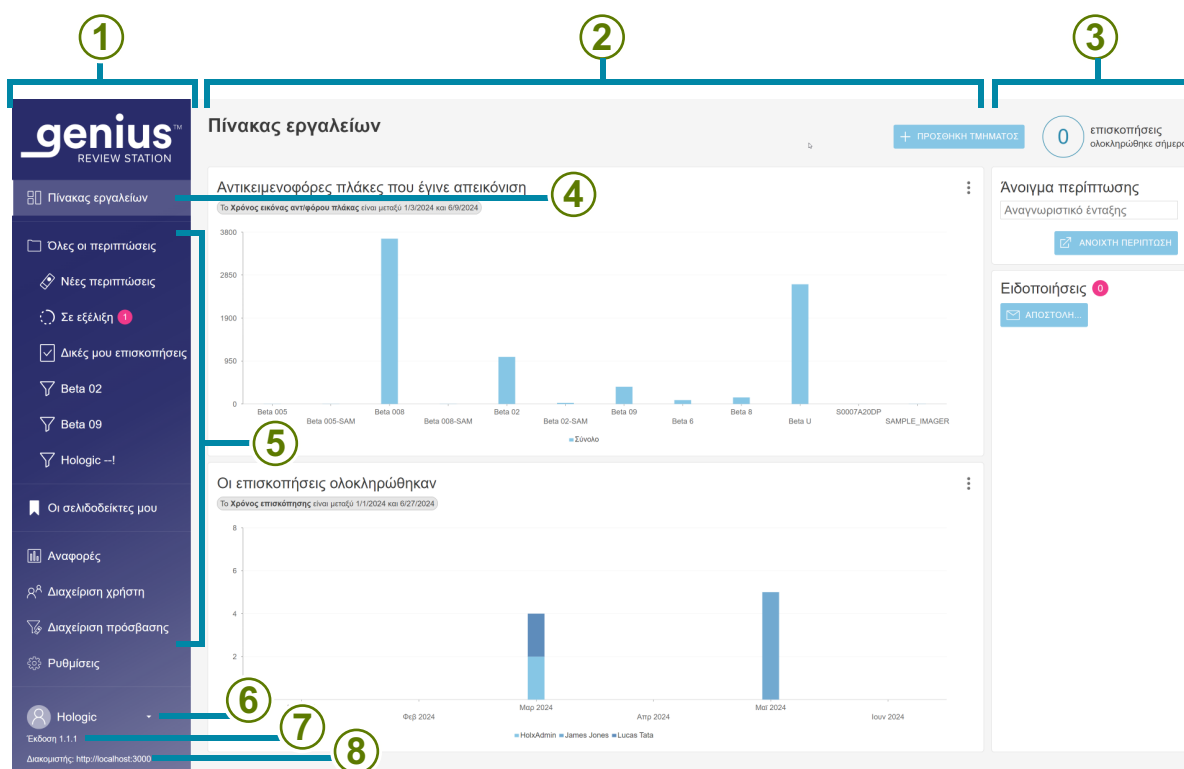 1
2
3
genius™
REVIEW STATION
Πίνακας εργαλείων
4
Όλες οι περιπτώσεις
Νέες περιπτώσεις
Σε εξέλιξη 1
Δικές μου επισκοπήσεις
Beta 02
Beta 09
5
Hologic --!
Οι σελιδοδείκτες μου
Αναφορές
Διαχείριση χρήστη
Διαχείριση πρόσβασης
Ρυθμίσεις
6
Hologic
7
Έκδοση 1.1.1
8
Διακομιστής: http://localhost:3000
Πίνακας εργαλείων
+ ΠΡΟΣΘΗΚΗ ΤΜΗΜΑΤΟΣ
Αντικειμενοφόρες πλάκες που έγινε απεικόνιση
Το Χρόνος εικόνας αντ/φόρου πλάκας είναι μεταξύ 1/3/2024 και 6/9/2024
3800
2850
1900
950
0
Beta 005 Beta 008 Beta 02 Beta 09 Beta 8 S0007A20DP
Beta 005-SAM Beta 008-SAM Beta 02-SAM Beta 6 Beta U SAMPLE_IMAGER
Σύνολο
Οι επισκοπήσεις ολοκληρώθηκαν
Το Χρόνος επισκόπησης είναι μεταξύ 1/1/2024 και 6/27/2024
8
6
4
2
Μαρ 2024 Μαΐ 2024
Φεβ 2024 Απρ 2024 Ιουν 2024
HolxAdmin James Jones Lucas Tata
0 επισκοπήσεις
ολοκληρώθηκε σήμερα
Άνοιγμα περίπτωσης
Αναγνωριστικό ένταξης
ΑΝΟΙΧΤΗ ΠΕΡΙΠΤΩΣΗ
Ειδοποιήσεις 0
ΑΠΟΣΤΟΛΗ...